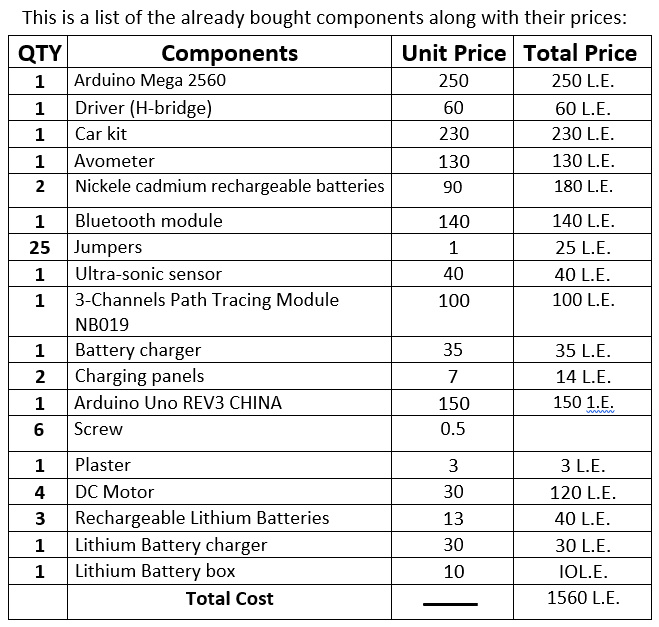 This is a list of the already bought components along with their prices:
QTY Components Unit Price Total Price
1 Arduino Mega 2560 250 250 L.E.
1 Driver (H-bridge) 60 60 L.E.
1 Car kit 230 230 L.E.
1 Avometer 130 130 L.E.
2 Nickele cadmium rechargeable batteries 90 180 L.E.
1 Bluetooth module 140 140 L.E.
25 Jumpers 1 25 L.E.
1 Ultra-sonic sensor 40 40 L.E.
1 3-Channels Path Tracing Module 100 100 L.E.
NB019
1 Battery charger 35 35 L.E.
2 Charging panels 7 14 L.E.
1 Arduino Uno REV3 CHINA 150 150 1.E.
6 Screw 0.5
1 Plaster 3 3 L.E.
4 DC Motor 30 120 L.E.
3 Rechargeable Lithium Batteries 13 40 L.E.
1 Lithium Battery charger 30 30 L.E.
1 Lithium Battery box 10 IOL.E.
Total Cost 1560 L.E.